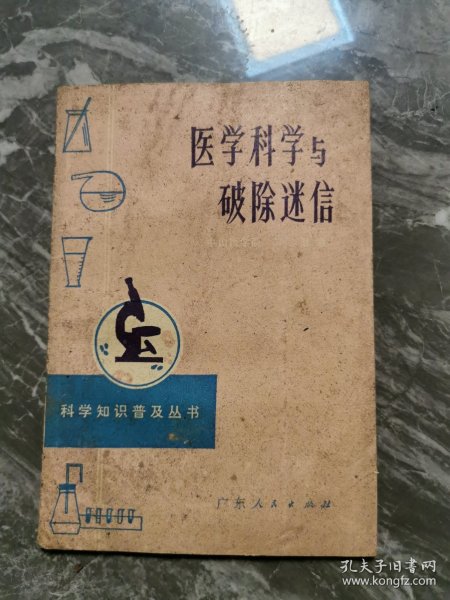 医学科学与
破除迷信
科学知识普及丛书
广东人民出版社
孔夫子旧书网
www.kongfz.com